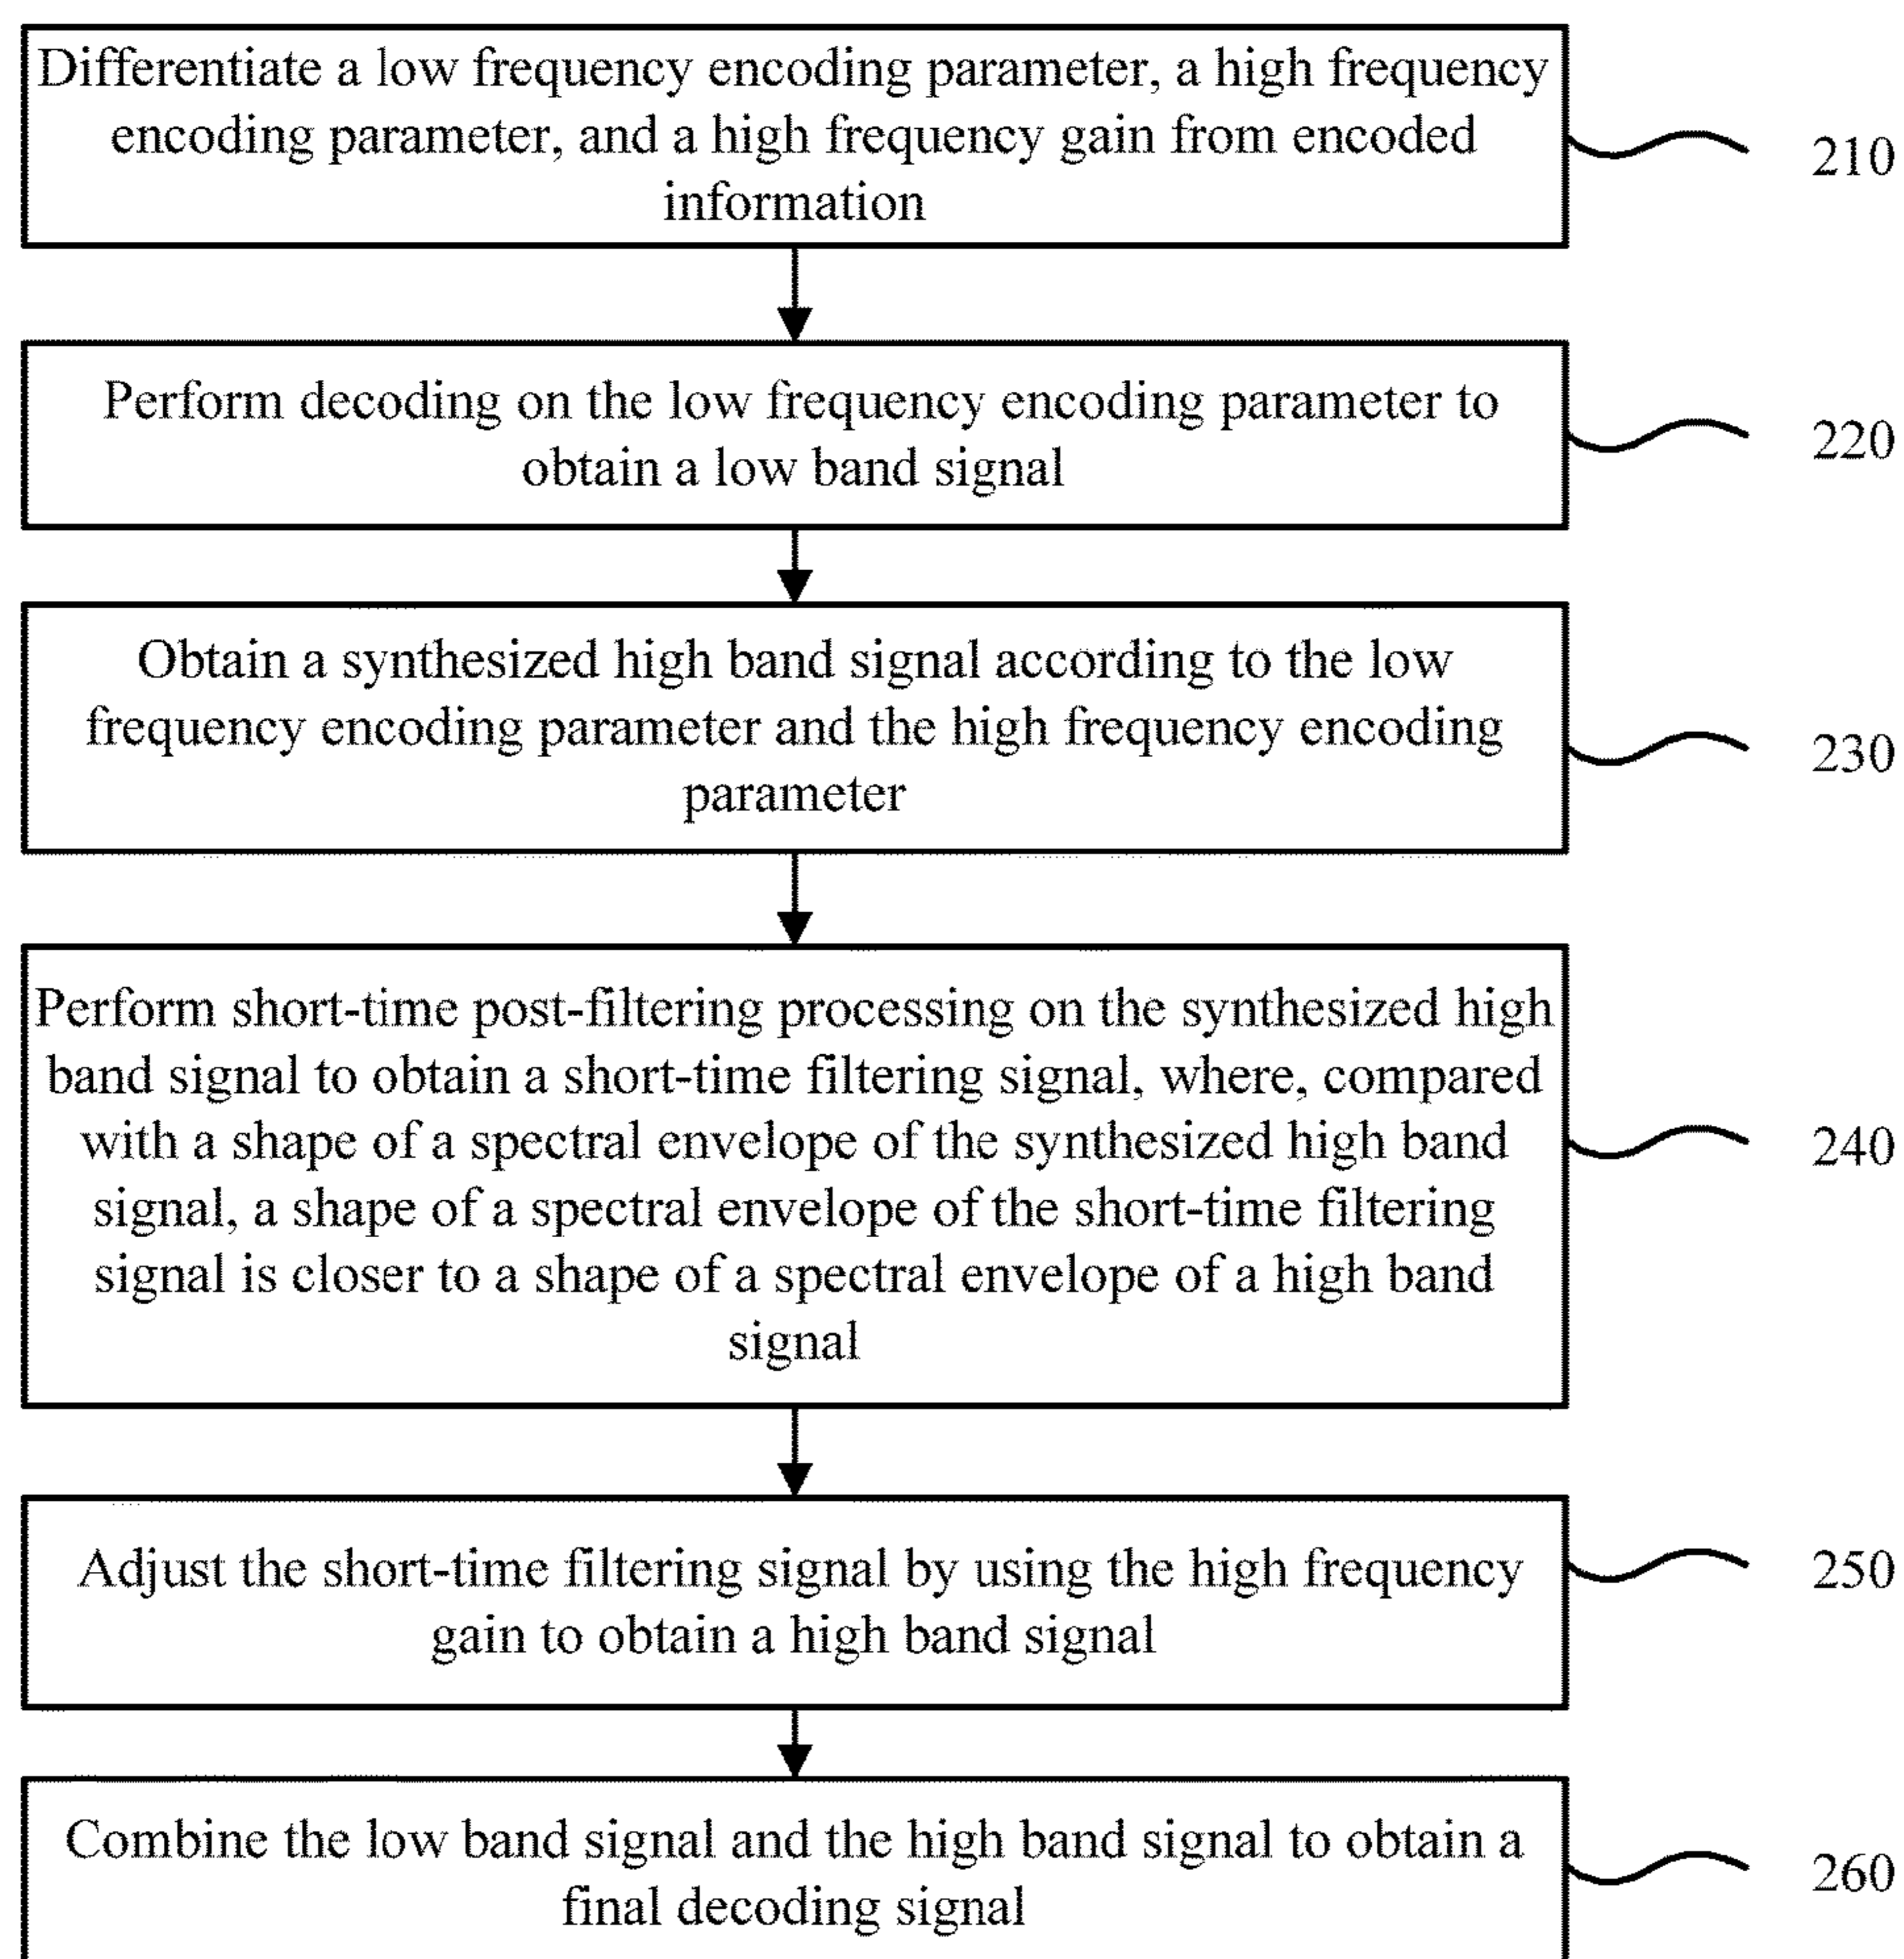 Differentiate a low frequency encoding parameter, a high frequency
encoding parameter, and a high frequency gain from encoded
information
210
Perform decoding on the low frequency encoding parameter to
obtain a low band signal
220
Obtain a synthesized high band signal according to the low
frequency encoding parameter and the high frequency encoding
parameter
230
Perform short-time post-filtering processing on the synthesized high
band signal to obtain a short-time filtering signal, where, compared
with a shape of a spectral envelope of the synthesized high band
signal, a shape of a spectral envelope of the short-time filtering
signal is closer to a shape of a spectral envelope of a high band
signal
240
Adjust the short-time filtering signal by using the high frequency
gain to obtain a high band signal
250
Combine the low band signal and the high band signal to obtain a
final decoding signal
260